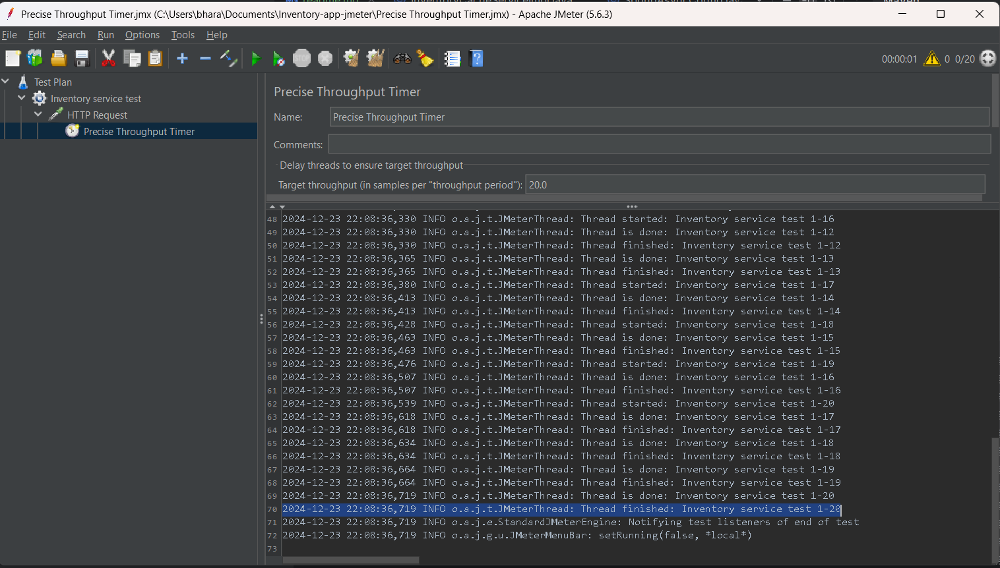 Precise Throughput Timer.jmx (C:\Users\bhara\Documents\Inventory-app-jmeter\Precise Throughput Timer.jmx) - Apache JMeter (5.6.3)
File Edit Search Run Options Tools Help
STOP
00:00:01 0 0/20
Test Plan
Inventory service test
HTTP Request
Precise Throughput Timer
Precise Throughput Timer
Name: Precise Throughput Timer
Comments:
Delay threads to ensure target throughput
Target throughput (in samples per "throughput period"): 20.0
48 2024-12-23 22:08:36,330 INFO o.a.j.t.JMeterThread: Thread started: Inventory service test 1-16
49 2024-12-23 22:08:36,330 INFO o.a.j.t.JMeterThread: Thread is done: Inventory service test 1-12
50 2024-12-23 22:08:36,330 INFO o.a.j.t.JMeterThread: Thread finished: Inventory service test 1-12
51 2024-12-23 22:08:36,365 INFO o.a.j.t.JMeterThread: Thread is done: Inventory service test 1-13
52 2024-12-23 22:08:36,365 INFO o.a.j.t.JMeterThread: Thread finished: Inventory service test 1-13
53 2024-12-23 22:08:36,380 INFO o.a.j.t.JMeterThread: Thread started: Inventory service test 1-17
54 2024-12-23 22:08:36,413 INFO o.a.j.t.JMeterThread: Thread is done: Inventory service test 1-14
55 2024-12-23 22:08:36,413 INFO o.a.j.t.JMeterThread: Thread finished: Inventory service test 1-14
56 2024-12-23 22:08:36,428 INFO o.a.j.t.JMeterThread: Thread started: Inventory service test 1-18
57 2024-12-23 22:08:36,463 INFO o.a.j.t.JMeterThread: Thread is done: Inventory service test 1-15
58 2024-12-23 22:08:36,463 INFO o.a.j.t.JMeterThread: Thread finished: Inventory service test 1-15
59 2024-12-23 22:08:36,476 INFO o.a.j.t.JMeterThread: Thread started: Inventory service test 1-19
60 2024-12-23 22:08:36,507 INFO o.a.j.t.JMeterThread: Thread is done: Inventory service test 1-16
61 2024-12-23 22:08:36,507 INFO o.a.j.t.JMeterThread: Thread finished: Inventory service test 1-16
62 2024-12-23 22:08:36,539 INFO o.a.j.t.JMeterThread: Thread started: Inventory service test 1-20
63 2024-12-23 22:08:36,618 INFO o.a.j.t.JMeterThread: Thread is done: Inventory service test 1-17
64 2024-12-23 22:08:36,618 INFO o.a.j.t.JMeterThread: Thread finished: Inventory service test 1-17
65 2024-12-23 22:08:36,634 INFO o.a.j.t.JMeterThread: Thread is done: Inventory service test 1-18
66 2024-12-23 22:08:36,634 INFO o.a.j.t.JMeterThread: Thread finished: Inventory service test 1-18
67 2024-12-23 22:08:36,664 INFO o.a.j.t.JMeterThread: Thread is done: Inventory service test 1-19
68 2024-12-23 22:08:36,664 INFO o.a.j.t.JMeterThread: Thread finished: Inventory service test 1-19
69 2024-12-23 22:08:36,719 INFO o.a.j.t.JMeterThread: Thread is done: Inventory service test 1-20
70 2024-12-23 22:08:36,719 INFO o.a.j.t.JMeterThread: Thread finished: Inventory service test 1-20
71 2024-12-23 22:08:36,719 INFO o.a.j.e.StandardJMeterEngine: Notifying test listeners of end of test
72 2024-12-23 22:08:36,719 INFO o.a.j.g.u.JMeterMenuBar: setRunning(false, *local*)
73